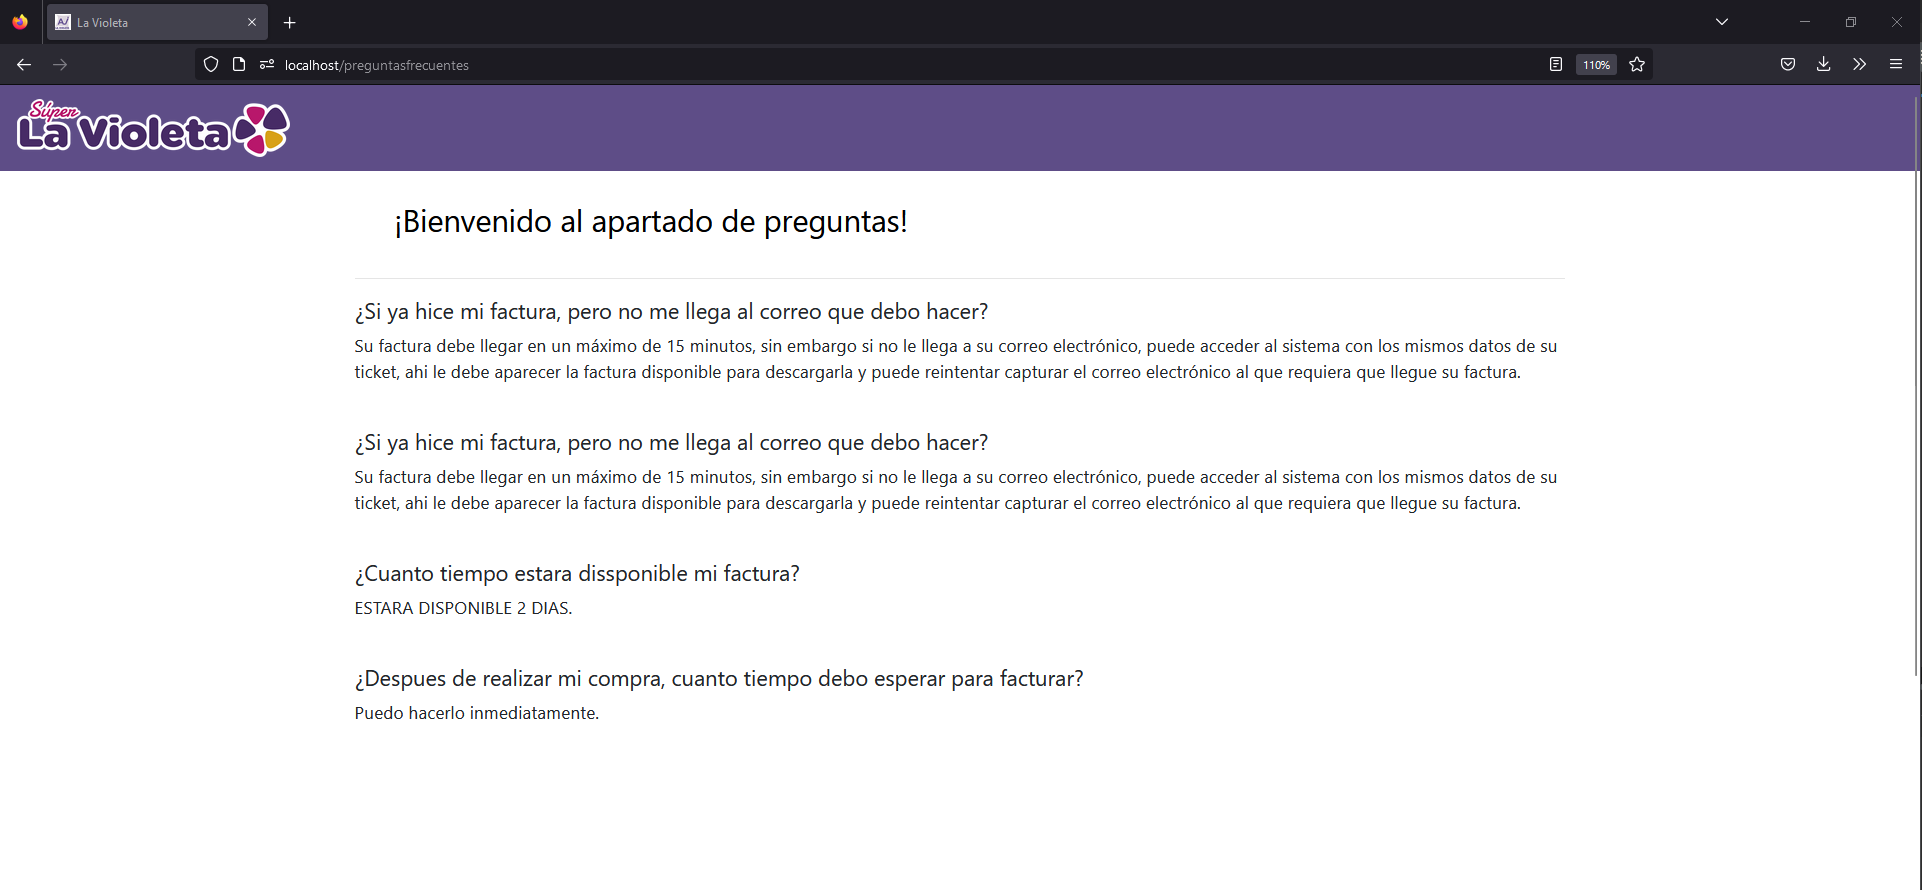 La Violeta
localhost/preguntasfrecuentes
110%
Súper
La Violeta
¡Bienvenido al apartado de preguntas!
¿Si ya hice mi factura, pero no me llega al correo que debo hacer?
Su factura debe llegar en un máximo de 15 minutos, sin embargo si no le llega a su correo electrónico, puede acceder al sistema con los mismos datos de su
ticket, ahi le debe aparecer la factura disponible para descargarla y puede reintentar capturar el correo electrónico al que requiera que llegue su factura.
¿Si ya hice mi factura, pero no me llega al correo que debo hacer?
Su factura debe llegar en un máximo de 15 minutos, sin embargo si no le llega a su correo electrónico, puede acceder al sistema con los mismos datos de su
ticket, ahi le debe aparecer la factura disponible para descargarla y puede reintentar capturar el correo electrónico al que requiera que llegue su factura.
¿Cuanto tiempo estara dissponible mi factura?
ESTARA DISPONIBLE 2 DIAS.
¿Despues de realizar mi compra, cuanto tiempo debo esperar para facturar?
Puedo hacerlo inmediatamente.